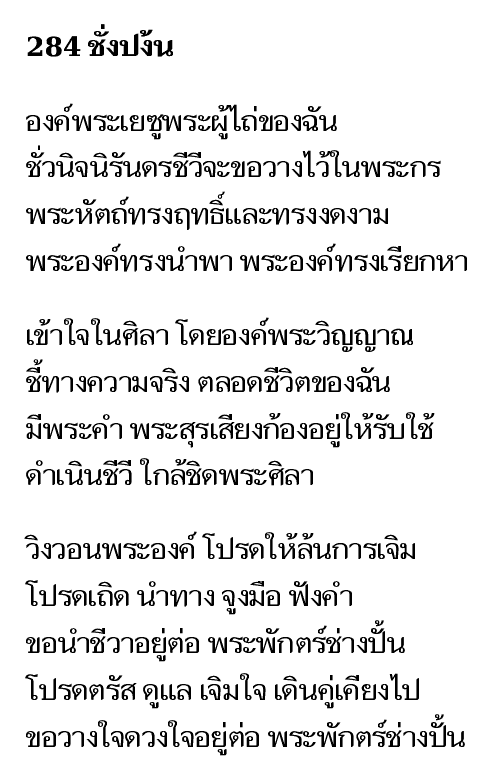 284 ชั่งปง้น
องค์พระเยซูพระผู้ไถ่ของฉัน
ชั่วนิจนิรันดรชีวีจะขอวางไว้ในพระกร
พระหัตถ์ทรงฤทธิ์และทรงงดงาม
พระองค์ทรงนำพา พระองค์ทรงเรียกหา
เข้าใจในศิลา โดยองค์พระวิญญาณ
ชี้ทางความจริง ตลอดชีวิตของฉัน
มีพระคำ พระสุรเสียงก้องอยู่ให้รับใช้
ดำเนินชีวี ใกล้ชิดพระศิลา
วิงวอนพระองค์ โปรดให้ล้นการเจิม
โปรดเถิด นำทาง จูงมือ ฟังคำ
ขอนำชีวาอยู่ต่อ พระพักตร์ช่างปั้น
โปรดตรัส ดูแล เจิมใจ เดินคู่เคียงไป
ขอวางใจดวงใจอยู่ต่อ พระพักตร์ช่างปั้น